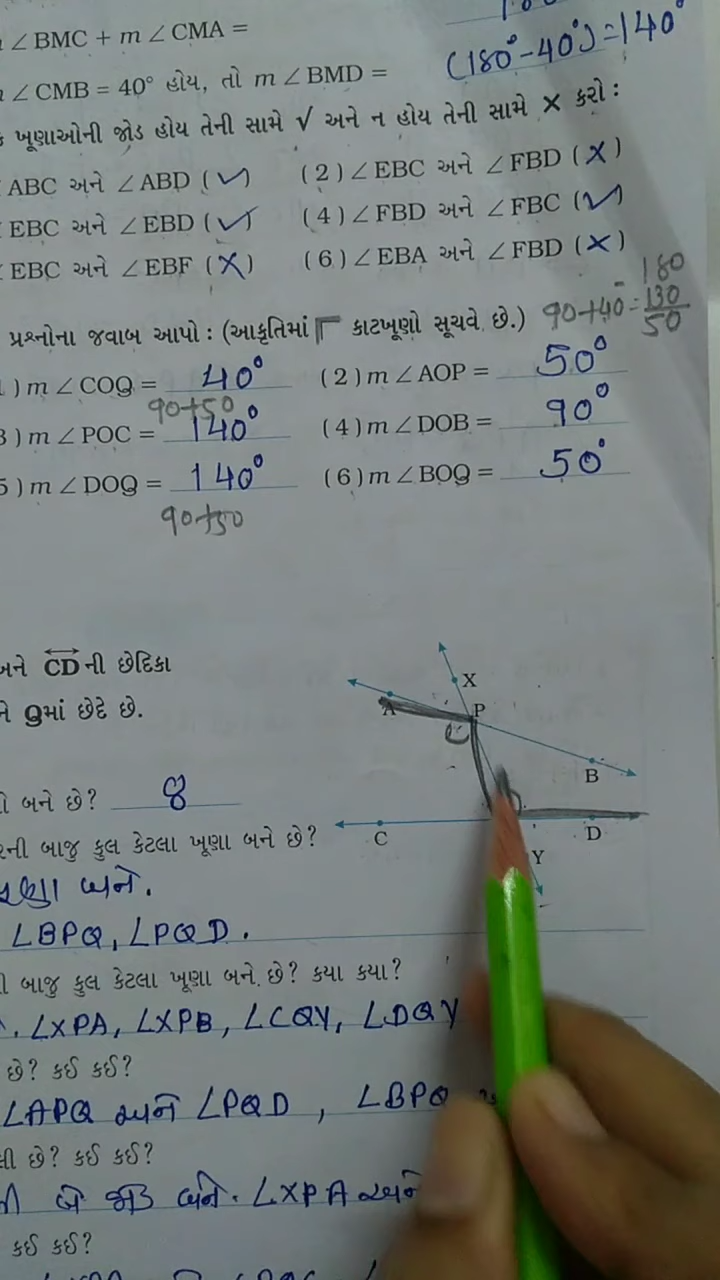 ∠BMC + m ∠CMA =
(180°-40°)=140°
∠CMB = 40° હોય, તો m ∠BMD =
ખૂણાઓની જોડ હોય તેની સામે √ અને ન હોય તેની સામે × કરો :
ABC અને ∠ABD (✓) (2) ∠EBC અને ∠FBD (×)
EBC અને ∠EBD (✓) (4) ∠FBD અને ∠FBC (✓)
EBC અને ∠EBF (×) (6) ∠EBA અને ∠FBD (×)
180
પ્રશ્નોના જવાબ આપો : (આકૃતિમાં કાટખૂણો સૂચવે છે.) 90+40=130
50
) m ∠COQ = 40° (2) m ∠AOP = 50°
90+50
) m ∠POC = 140° (4) m ∠DOB = 90°
5) m ∠DOQ = 140° (6) m ∠BOQ = 50°
90+50
અને CD ની છેદિકા
ને Qમાં છેદે છે.
X
A
P
B
C
D
Y
બને છે? 8
ની બાજુ કુલ કેટલા ખૂણા બને છે?
ખૂણા બને.
∠BPQ, ∠PQD.
બાજુ કુલ કેટલા ખૂણા બને છે? કયા કયા?
∠XPA, ∠XPB, ∠CQY, ∠DQY
છે? કઈ કઈ?
∠APQ અને ∠PQD, ∠BPQ
છે? કઈ કઈ?
બે જોડ બને. ∠XPA અને
કઈ કઈ?